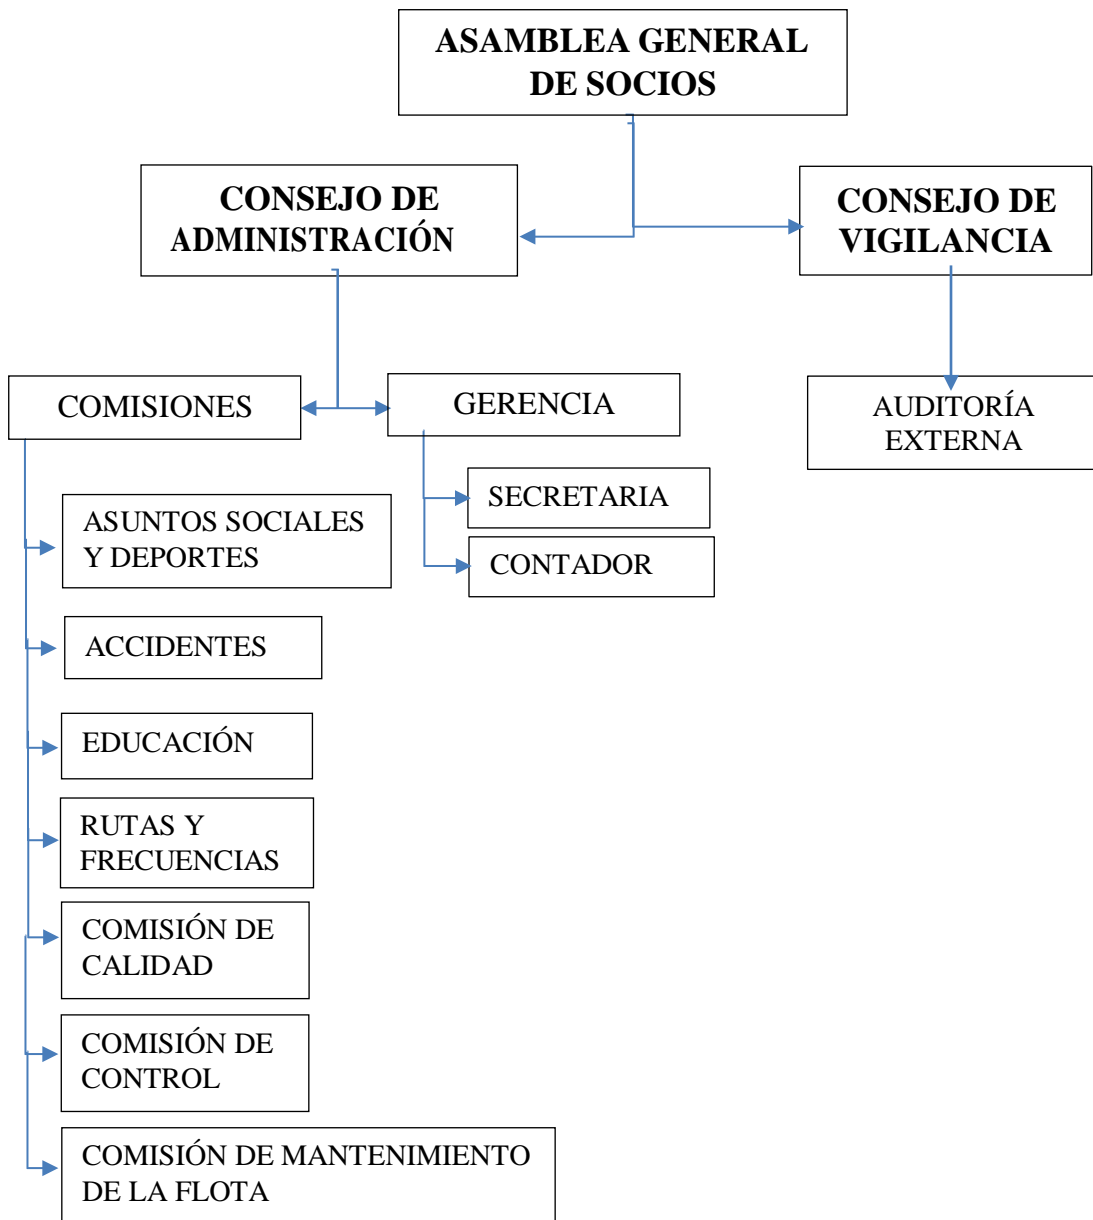 ASAMBLEA GENERAL
DE SOCIOS
CONSEJO DE
ADMINISTRACIÓN
CONSEJO DE
VIGILANCIA
COMISIONES
GERENCIA
AUDITORÍA
EXTERNA
SECRETARIA
CONTADOR
ASUNTOS SOCIALES
Y DEPORTES
ACCIDENTES
EDUCACIÓN
RUTAS Y
FRECUENCIAS
COMISIÓN DE
CALIDAD
COMISIÓN DE
CONTROL
COMISIÓN DE MANTENIMIENTO
DE LA FLOTA